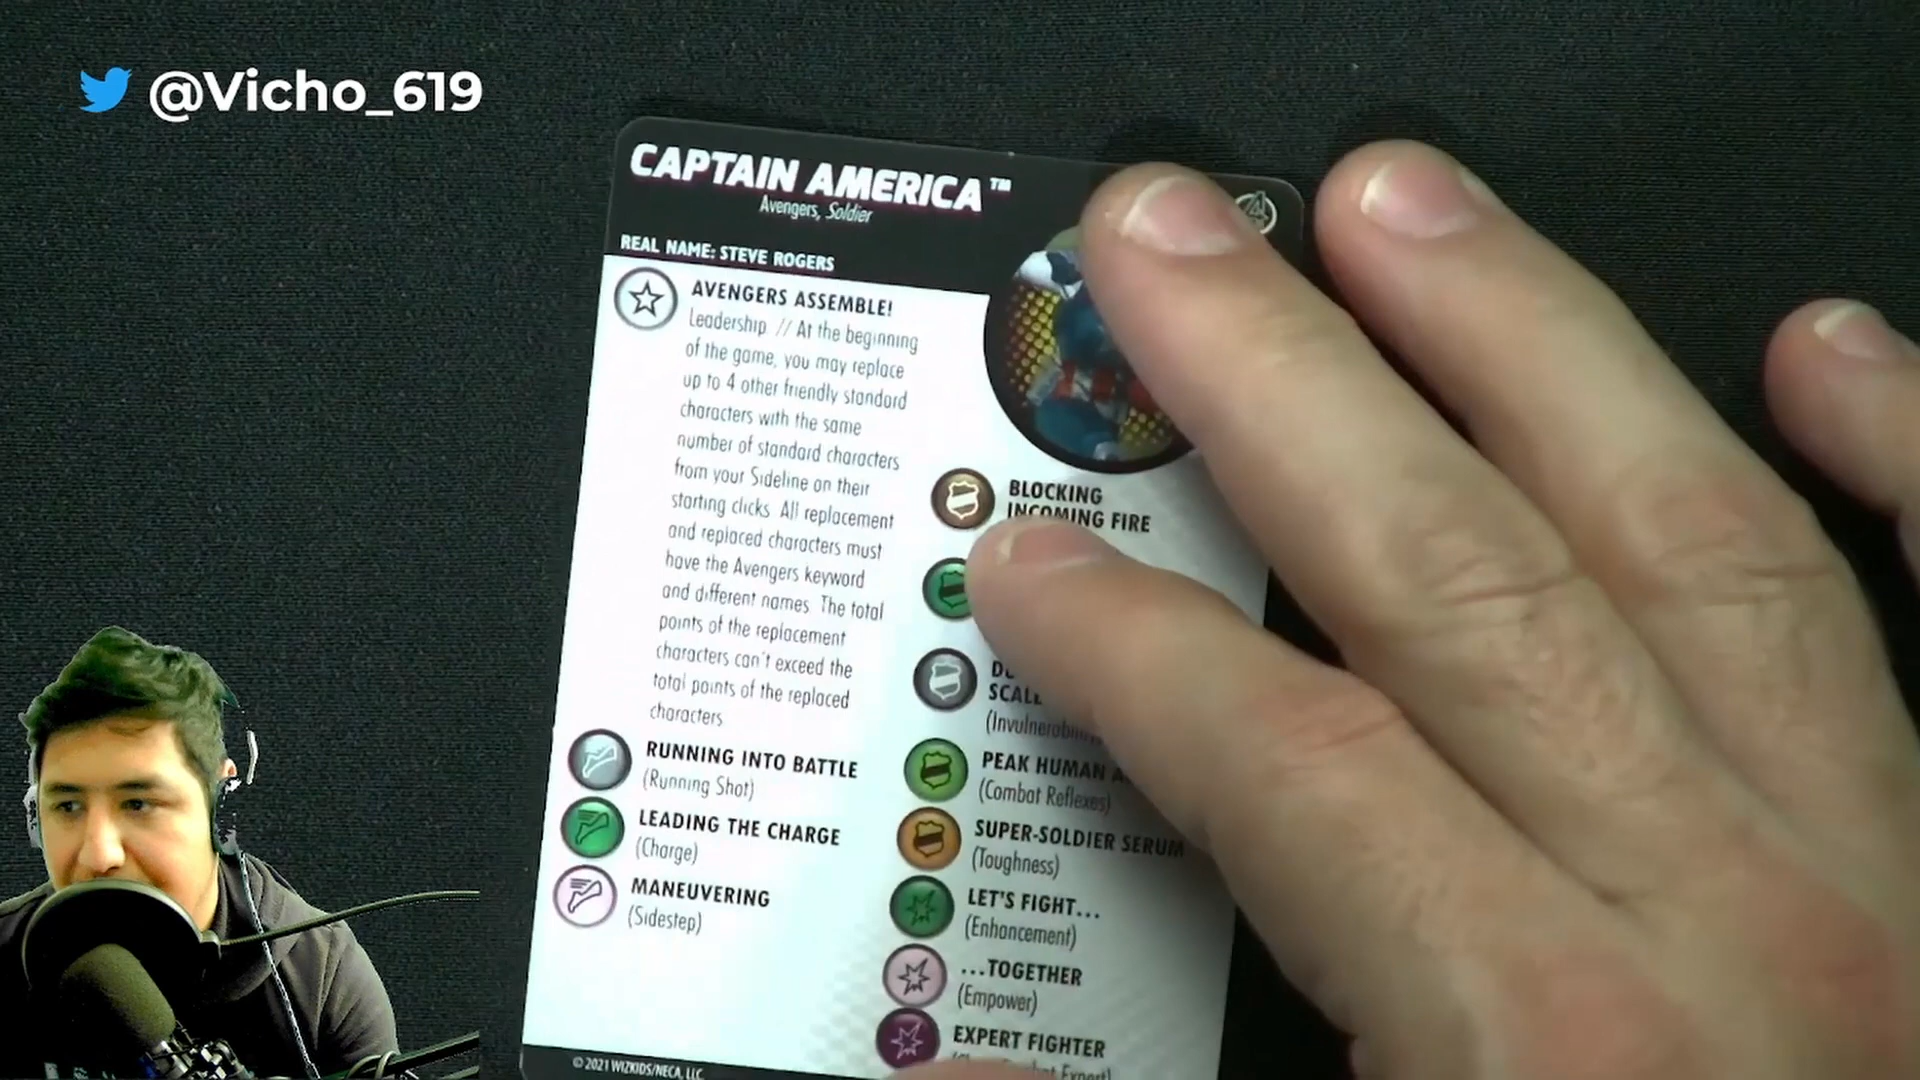 @Vicho_619
CAPTAIN AMERICA™
Avengers, Soldier
REAL NAME: STEVE ROGERS
AVENGERS ASSEMBLE!
Leadership // At the beginning
of the game, you may replace
up to 4 other friendly standard
characters with the same
number of standard characters
from your Sideline on their
starting clicks. All replacement
and replaced characters must
have the Avengers keyword
and different names. The total
points of the replacement
characters can't exceed the
total points of the replaced
characters.
RUNNING INTO BATTLE
(Running Shot)
LEADING THE CHARGE
(Charge)
MANEUVERING
(Sidestep)
BLOCKING
INCOMING FIRE
(Invulnerability
PEAK HUMAN
(Combat Reflexes)
SUPER-SOLDIER SERUM
(Toughness)
LET'S FIGHT...
(Enhancement)
...TOGETHER
(Empower)
EXPERT FIGHTER
Expert)
© 2021 WIZKIDS/NECA, LLC.